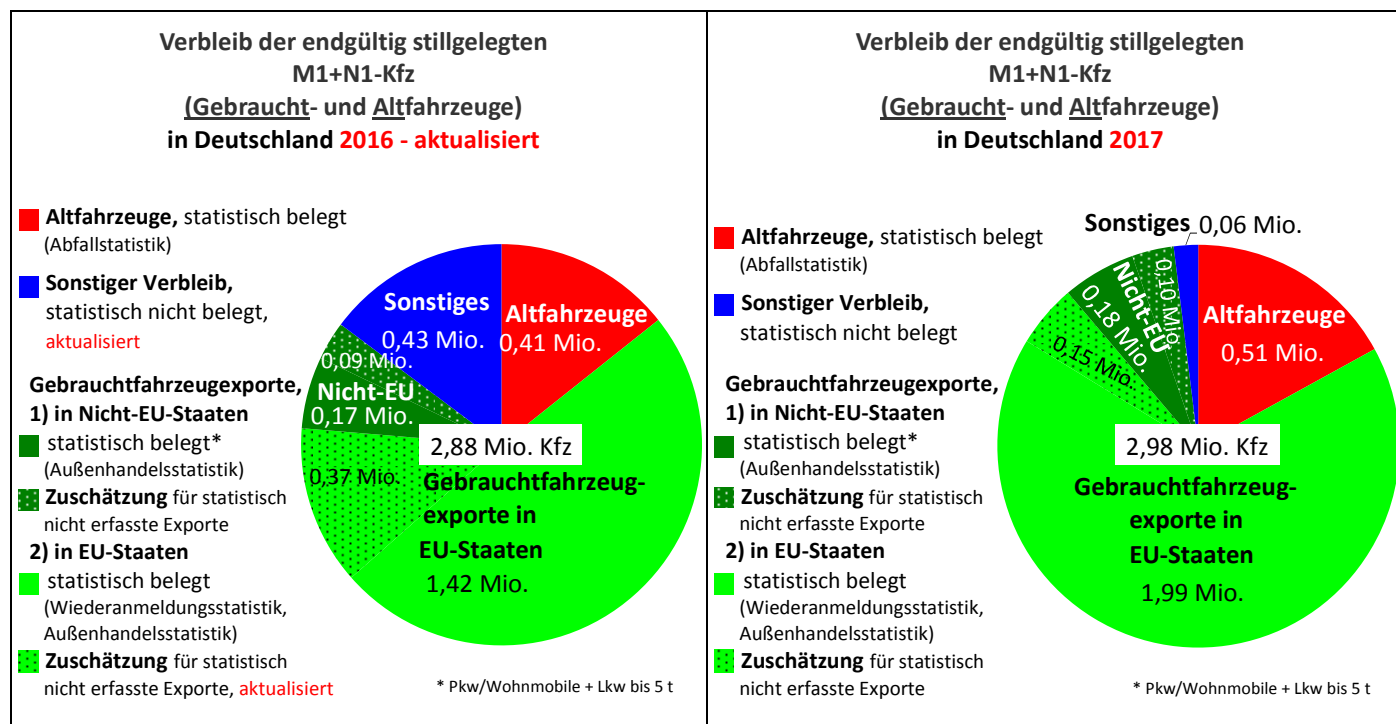 Verbleib der endgültig stillgelegten
M1+N1-Kfz
(Gebraucht- und Altfahrzeuge)
in Deutschland 2016 - aktualisiert
Altfahrzeuge, statistisch belegt
(Abfallstatistik)
Sonstiger Verbleib,
statistisch nicht belegt,
aktualisiert
Gebrauchtfahrzeugexporte,
1) in Nicht-EU-Staaten
statistisch belegt*
(Außenhandelsstatistik)
Zuschätzung für statistisch
nicht erfasste Exporte
2) in EU-Staaten
statistisch belegt
(Wiederanmeldungsstatistik,
Außenhandelsstatistik)
Zuschätzung für statistisch
nicht erfasste Exporte, aktualisiert
Sonstiges
0,43 Mio.
Altfahrzeuge
0,41 Mio.
0,09 Mio.
Nicht-EU
0,17 Mio.
0,37 Mio.
2,88 Mio. Kfz
Gebrauchtfahrzeug-
exporte in
EU-Staaten
1,42 Mio.
* Pkw/Wohnmobile + Lkw bis 5 t
Verbleib der endgültig stillgelegten
M1+N1-Kfz
(Gebraucht- und Altfahrzeuge)
in Deutschland 2017
Altfahrzeuge, statistisch belegt
(Abfallstatistik)
Sonstiger Verbleib,
statistisch nicht belegt
Gebrauchtfahrzeugexporte,
1) in Nicht-EU-Staaten
statistisch belegt*
(Außenhandelsstatistik)
Zuschätzung für statistisch
nicht erfasste Exporte
2) in EU-Staaten
statistisch belegt
(Wiederanmeldungsstatistik,
Außenhandelsstatistik)
Zuschätzung für statistisch
nicht erfasste Exporte
Sonstiges 0,06 Mio.
0,10 Mio.
Nicht-EU
0,18 Mio.
0,15 Mio.
Altfahrzeuge
0,51 Mio.
2,98 Mio. Kfz
Gebrauchtfahrzeug-
exporte in
EU-Staaten
1,99 Mio.
* Pkw/Wohnmobile + Lkw bis 5 t